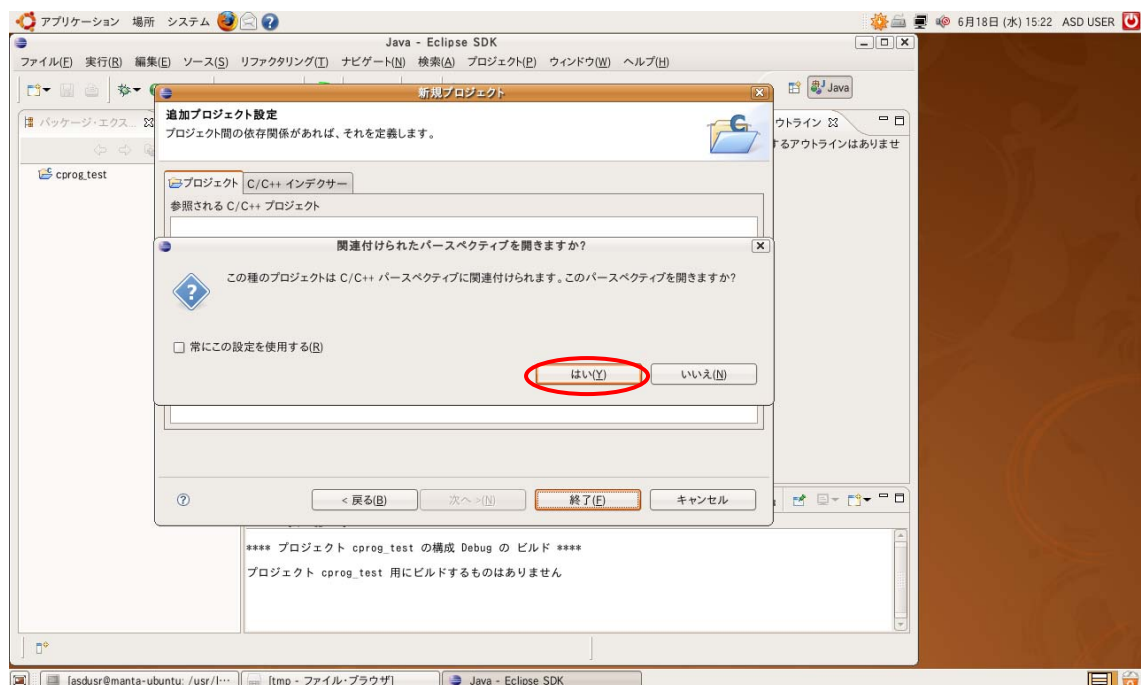 アプリケーション 場所 システム 6月18日 (水) 15:22 ASD USER
Java - Eclipse SDK
ファイル(F) 実行(R) 編集(E) ソース(S) リファクタリング(T) ナビゲート(N) 検索(A) プロジェクト(P) ウィンドウ(W) ヘルプ(H)
新規プロジェクト
Java
追加プロジェクト設定
プロジェクト間の依存関係があれば、それを定義します。
パッケージ・エクス...
ウトライン
するアウトラインはありませ
cprog_test
プロジェクト C/C++ インデクサー
参照される C/C++ プロジェクト
関連付けられたパースペクティブを開きますか?
この種のプロジェクトは C/C++ パースペクティブに関連付けられます。このパースペクティブを開きますか?
常にこの設定を使用する(R)
はい(Y) いいえ(N)
< 戻る(B) 次へ >(N) 終了(F) キャンセル
**** プロジェクト cprog_test の構成 Debug の ビルド ****
プロジェクト cprog_test 用にビルドするものはありません
[asdusr@manta-ubuntu: /usr/l… [tmp - ファイル・ブラウザ] Java - Eclipse SDK